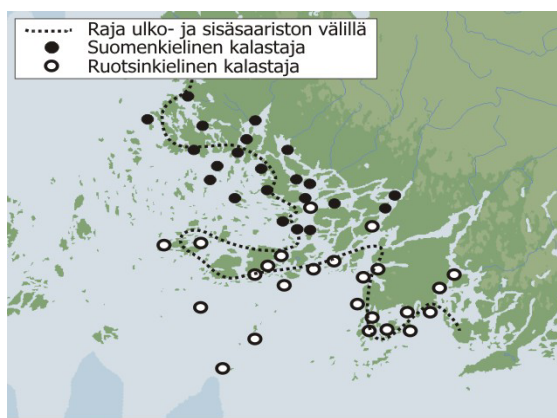 Raja ulko- ja sisäsaariston välillä
Suomenkielinen kalastaja
Ruotsinkielinen kalastaja